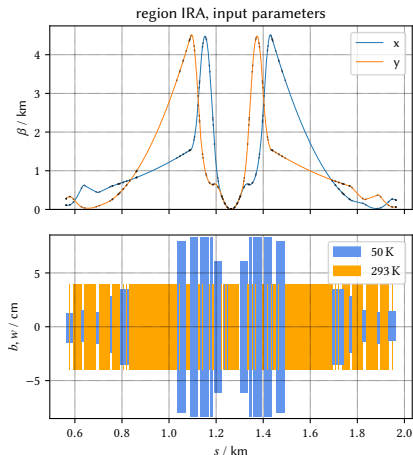 region IRA, input parameters
β / km
4
3
2
1
0
x
y
b, w / cm
5
0
−5
50 K
293 K
0.6 0.8 1.0 1.2 1.4 1.6 1.8 2.0
s / km